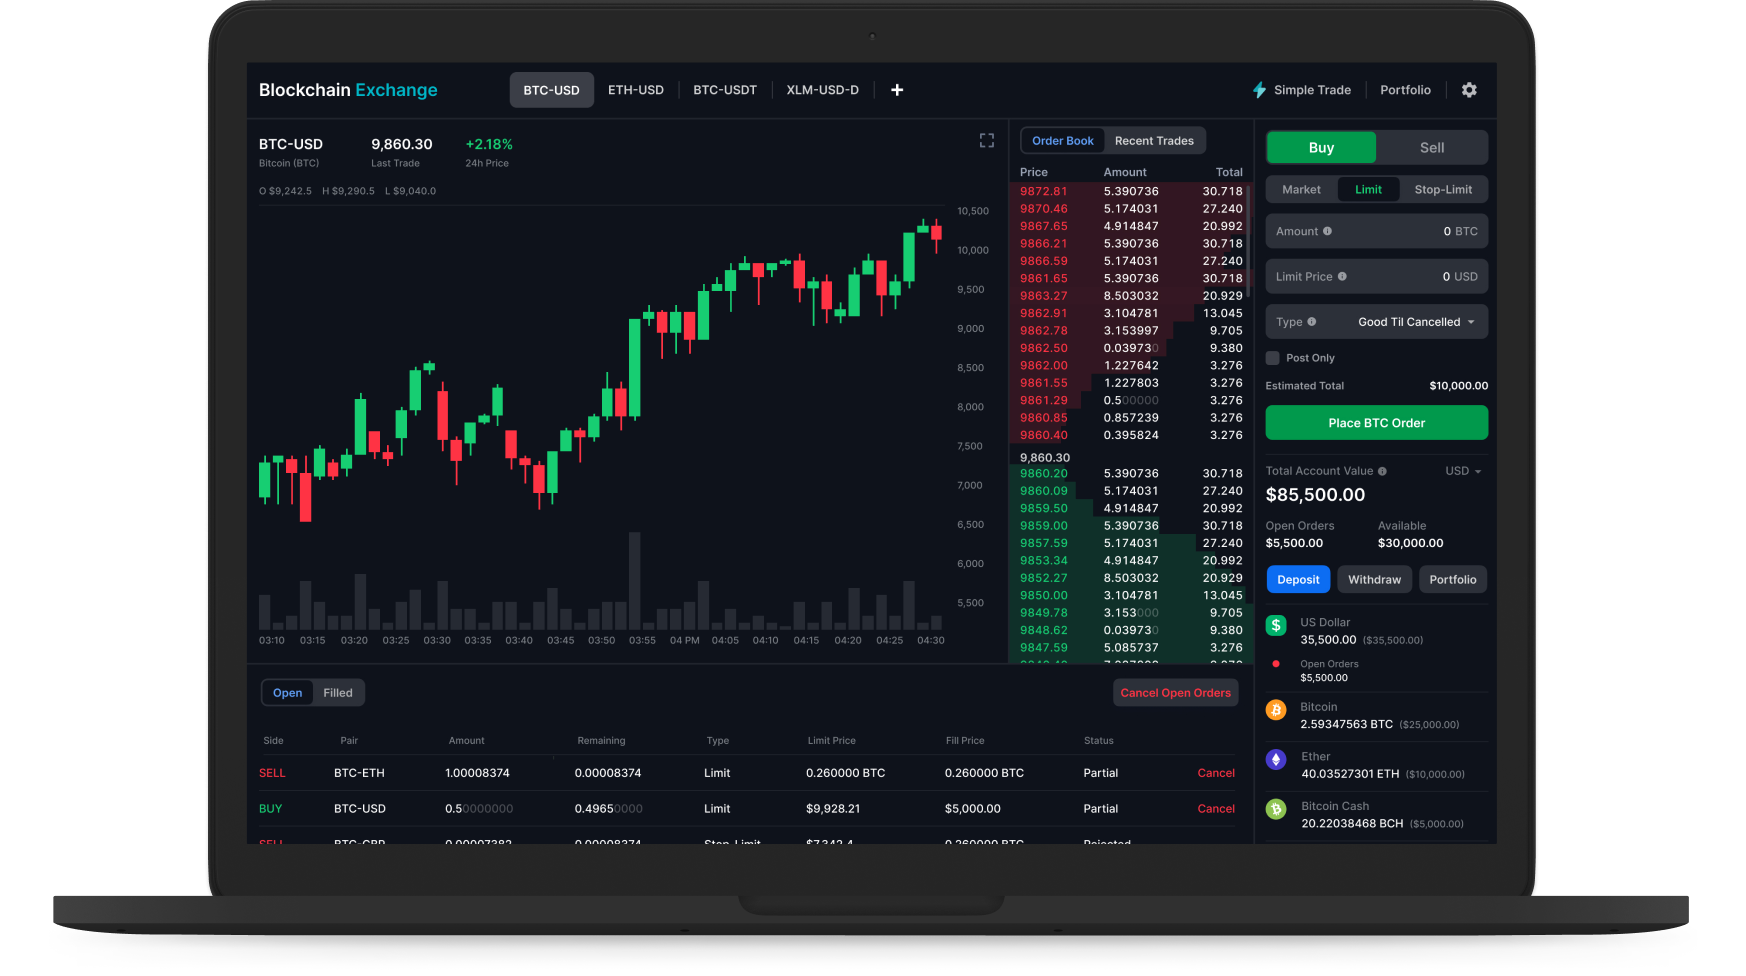 Blockchain Exchange
BTC-USD ETH-USD BTC-USDT XLM-USD-D
Simple Trade Portfolio
BTC-USD 9,860.30 +2.18%
Bitcoin (BTC) Last Trade 24h Price
O $9,242.5 H $9,290.5 L $9,040.0
10,500
10,000
9,500
9,000
8,500
8,000
7,500
7,000
6,500
6,000
5,500
03:10 03:15 03:20 03:25 03:30 03:35 03:40 03:45 03:50 03:55 04 PM 04:05 04:10 04:15 04:20 04:25 04:30
Order Book Recent Trades
Price Amount Total
9872.81 5.390736 30.718
9870.46 5.174031 27.240
9867.65 4.914847 20.992
9866.21 5.390736 30.718
9866.59 5.174031 27.240
9861.65 5.390736 30.718
9863.27 8.503032 20.929
9862.91 3.104781 13.045
9862.78 3.153997 9.705
9862.50 0.039730 9.380
9862.00 1.227642 3.276
9861.55 1.227803 3.276
9861.29 0.500000 3.276
9860.85 0.857239 3.276
9860.40 0.395824 3.276
9,860.30
9860.20 5.390736 30.718
9860.09 5.174031 27.240
9859.50 4.914847 20.992
9859.00 5.390736 30.718
9857.59 5.174031 27.240
9853.34 4.914847 20.992
9852.27 8.503032 20.929
9850.00 3.104781 13.045
9849.78 3.153000 9.705
9848.62 0.039730 9.380
9847.59 5.085737 3.276
Buy Sell
Market Limit Stop-Limit
Amount 0 BTC
Limit Price 0 USD
Type Good Til Cancelled
Post Only
Estimated Total $10,000.00
Place BTC Order
Total Account Value USD
$85,500.00
Open Orders Available
$5,500.00 $30,000.00
Deposit Withdraw Portfolio
US Dollar
35,500.00 ($35,500.00)
Open Orders
$5,500.00
Bitcoin
2.59347563 BTC ($25,000.00)
Ether
40.03527301 ETH ($10,000.00)
Bitcoin Cash
20.22038468 BCH ($5,000.00)
Open Filled
Cancel Open Orders
Side Pair Amount Remaining Type Limit Price Fill Price Status
SELL BTC-ETH 1.00008374 0.00008374 Limit 0.260000 BTC 0.260000 BTC Partial Cancel
BUY BTC-USD 0.50000000 0.49650000 Limit $9,928.21 $5,000.00 Partial Cancel
SELL BTC-GBP 0.00007382 0.00008374 Stop-Limit $7,342.4 0.260000 BTC Rejected